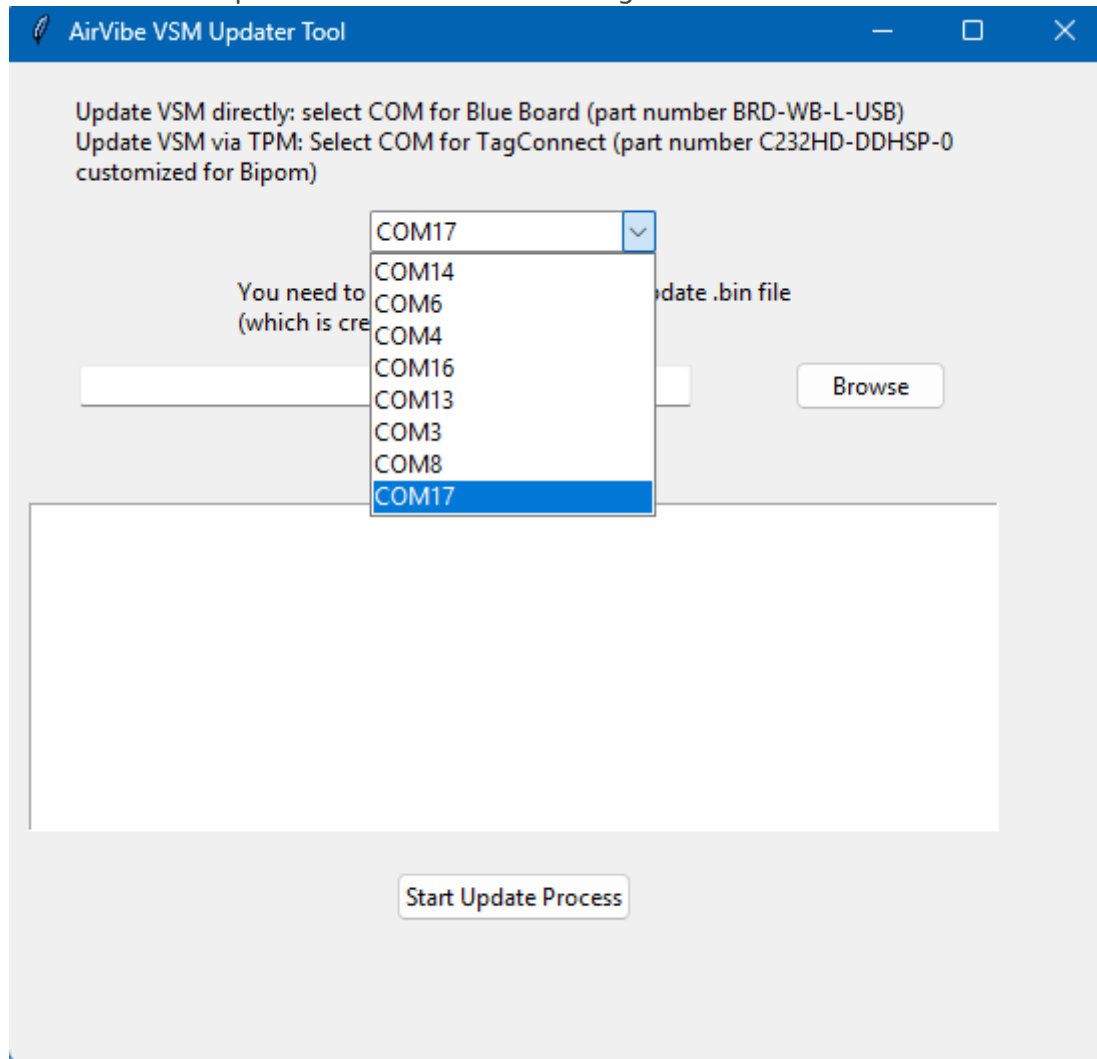 AirVibe VSM Updater Tool
Update VSM directly: select COM for Blue Board (part number BRD-WB-L-USB)
Update VSM via TPM: Select COM for TagConnect (part number C232HD-DDHSP-0
customized for Bipom)
COM17
COM14
You need to
.bin file
COM6
(which is
COM4
COM16
COM13
Browse
COM3
COM8
COM17
Start Update Process